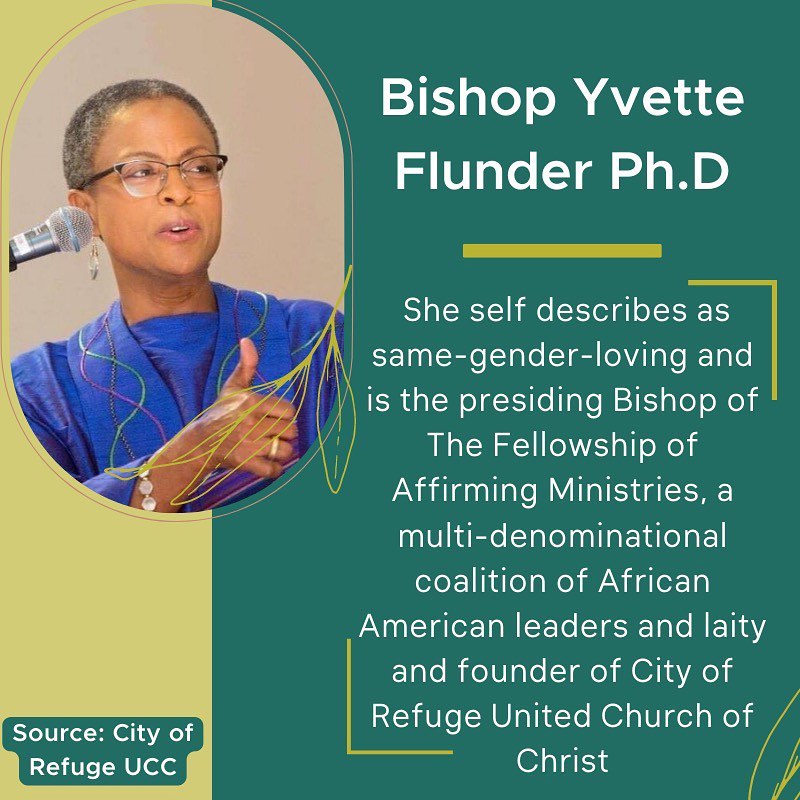 Bishop Yvette
Flunder Ph.D
She self describes as
same-gender-loving and
is the presiding Bishop of
The Fellowship of
Affirming Ministries, a
multi-denominational
coalition of African
American leaders and laity
and founder of City of
Refuge United Church of
Christ
Source: City of
Refuge UCC